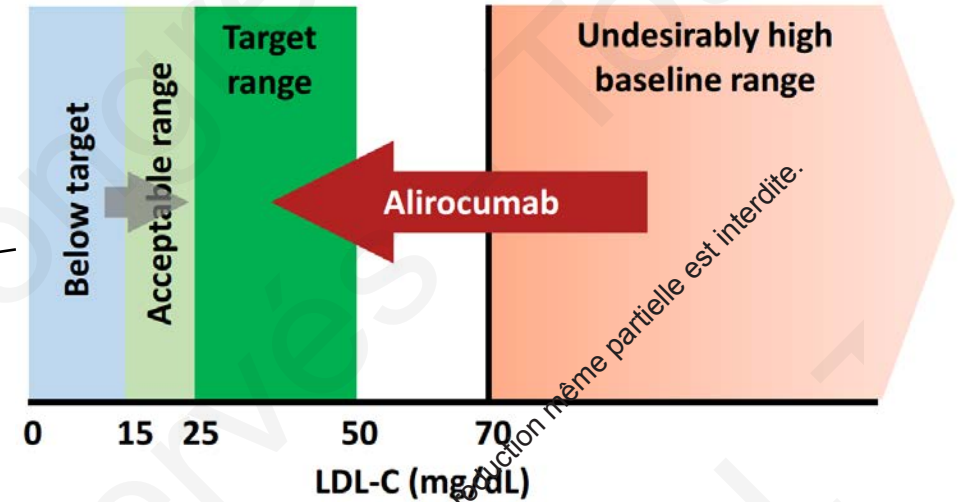 Target
range
Undesirably high
baseline range
Below target
Acceptable range
Alirocumab
0
15
25
50
70
LDL-C (mg/dL)
roduction même partielle est interdite.